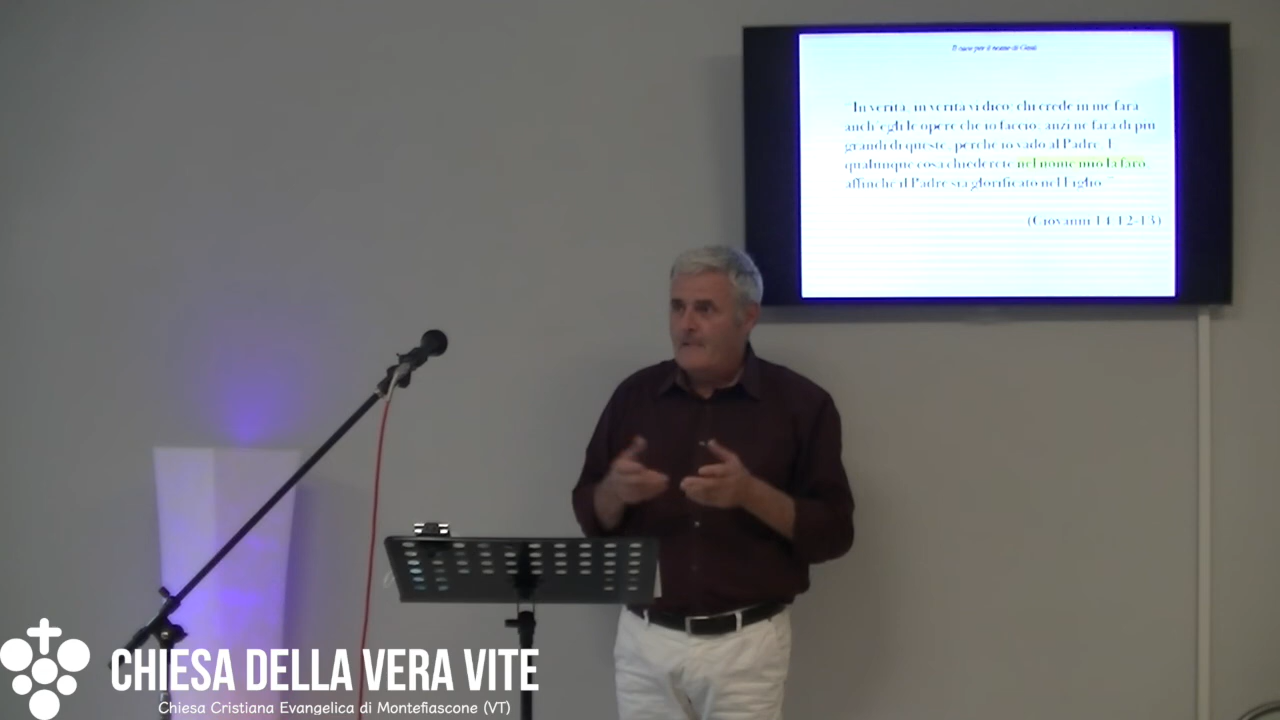 Il caso per il nome di Gesù
"In verità, in verità vi dico: chi crede in me farà
anch'egli le opere che io faccio; anzi ne farà di più
grandi di queste, perché io vado al Padre. E
qualunque cosa chiederete nel nome mio la farò,
affinché il Padre sia glorificato nel Figlio."
(Giovanni 14:12-13)
CHIESA DELLA VERA VITE
Chiesa Cristiana Evangelica di Montefiascone (VT)